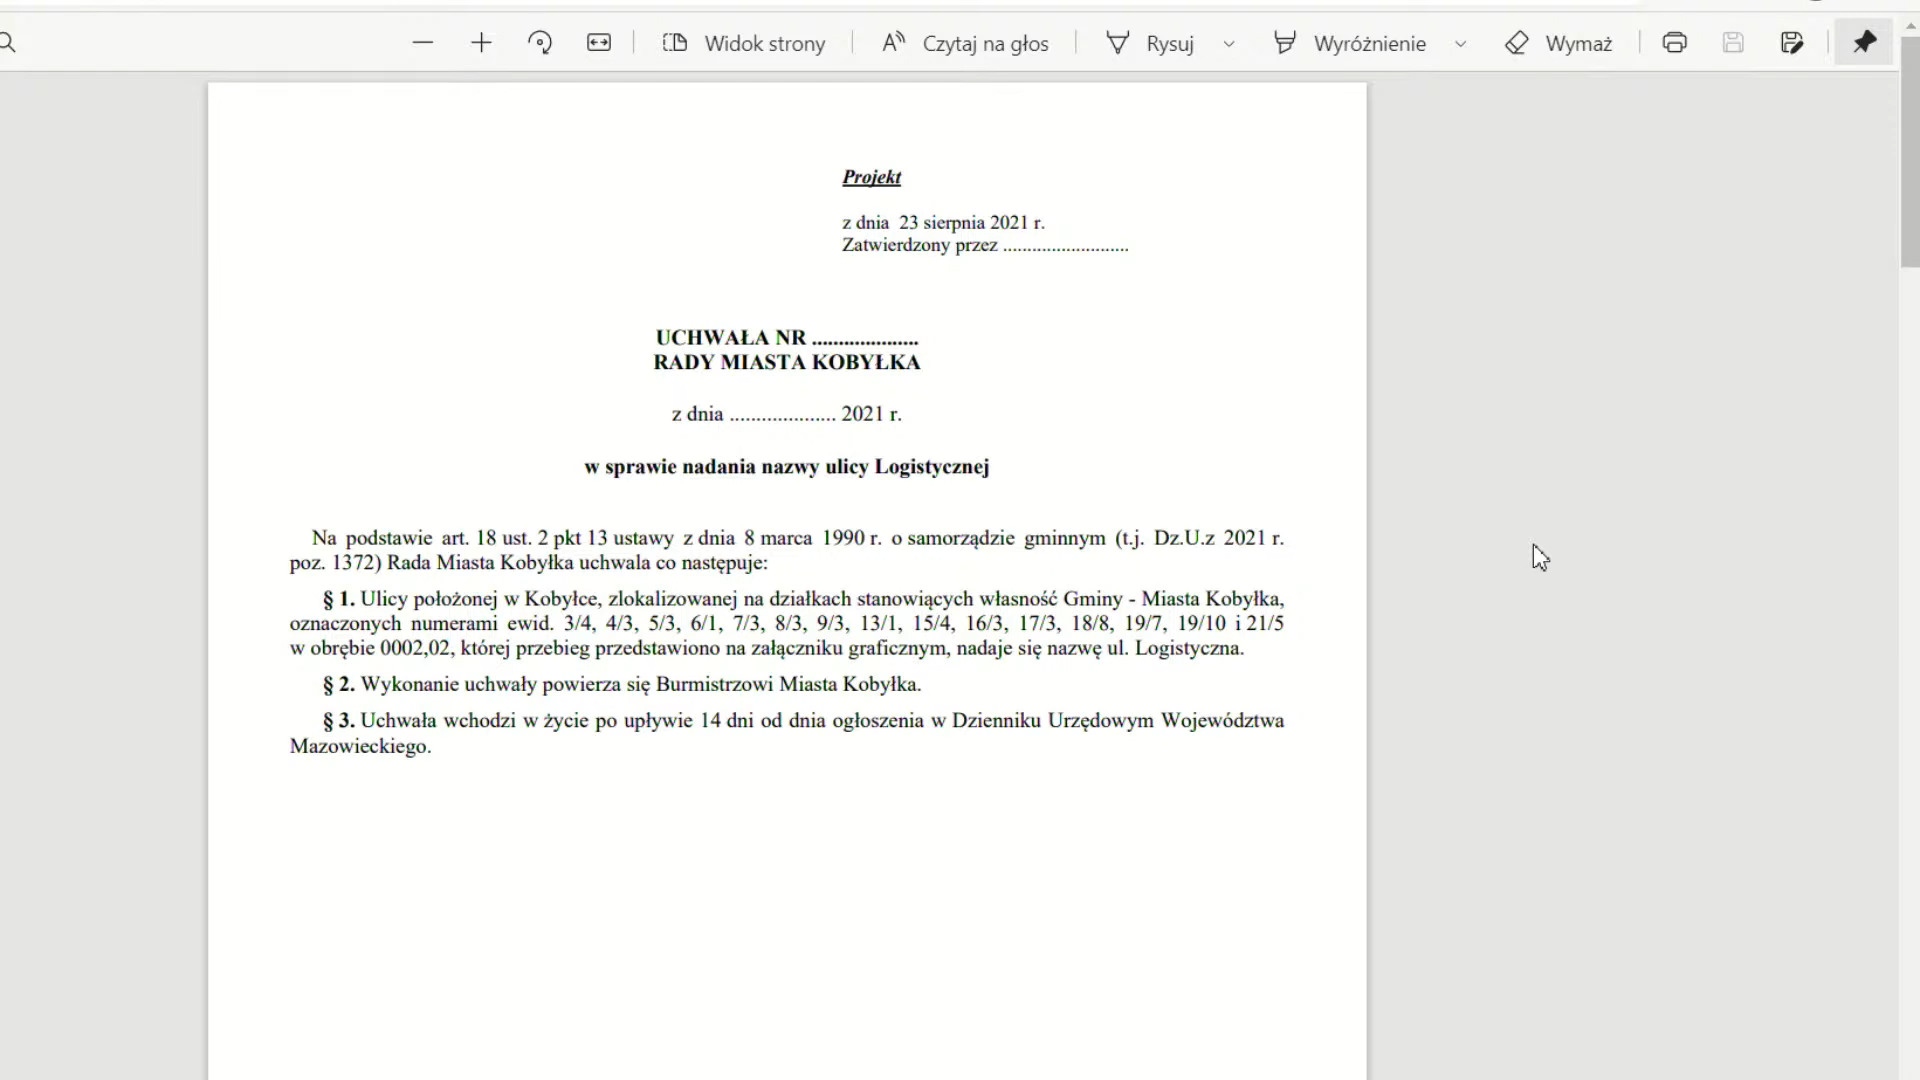 Widok strony
Czytaj na głos
Rysuj
Wyróżnienie
Wymaż
Projekt
z dnia 23 sierpnia 2021 r.
Zatwierdzony przez ..........................
UCHWAŁA NR ....................
RADY MIASTA KOBYŁKA
z dnia .................... 2021 r.
w sprawie nadania nazwy ulicy Logistycznej
Na podstawie art. 18 ust. 2 pkt 13 ustawy z dnia 8 marca 1990 r. o samorządzie gminnym (t.j. Dz.U.z 2021 r.
poz. 1372) Rada Miasta Kobyłka uchwala co następuje:
§ 1. Ulicy położonej w Kobyłce, zlokalizowanej na działkach stanowiących własność Gminy - Miasta Kobyłka,
oznaczonych numerami ewid. 3/4, 4/3, 5/3, 6/1, 7/3, 8/3, 9/3, 13/1, 15/4, 16/3, 17/3, 18/8, 19/7, 19/10 i 21/5
w obrębie 0002,02, której przebieg przedstawiono na załączniku graficznym, nadaje się nazwę ul. Logistyczna.
§ 2. Wykonanie uchwały powierza się Burmistrzowi Miasta Kobyłka.
§ 3. Uchwała wchodzi w życie po upływie 14 dni od dnia ogłoszenia w Dzienniku Urzędowym Województwa
Mazowieckiego.